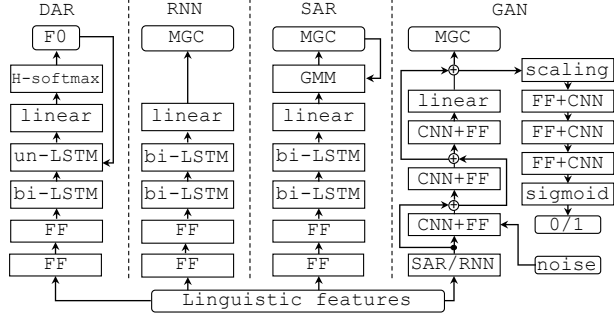 DAR
RNN
SAR
GAN
F0
MGC
MGC
MGC
H-softmax
GMM
scaling
linear
linear
linear
linear
FF+CNN
un-LSTM
bi-LSTM
bi-LSTM
CNN+FF
FF+CNN
bi-LSTM
bi-LSTM
bi-LSTM
CNN+FF
FF+CNN
sigmoid
FF
FF
FF
CNN+FF
0/1
FF
FF
FF
SAR/RNN
noise
Linguistic features